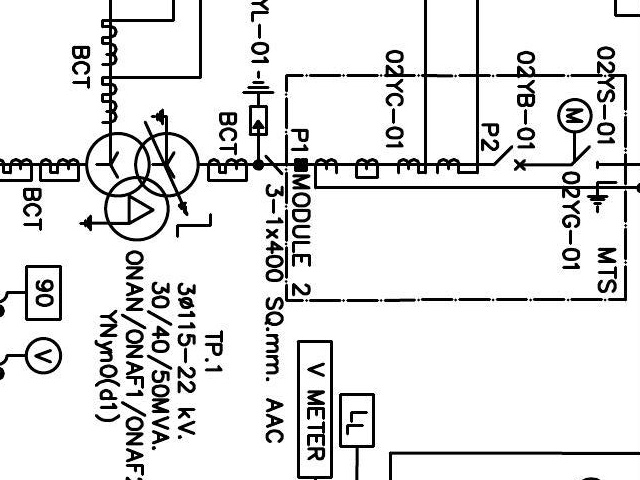 YL-01
BCT
BCT
BCT
02YC-01
02YB-01
02YS-01
P1
P2
M
02YG-01
MODULE 2
MTS
3-1x400 SQ.mm. AAC
TP.1
3ø115-22 kV.
30/40/50MVA.
ONAN/ONAF1/ONAF2
YNyn0(d1)
90
V
V METER